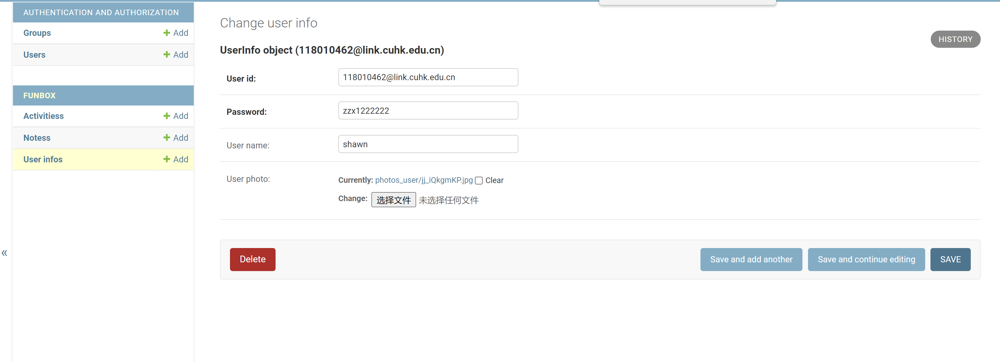 AUTHENTICATION AND AUTHORIZATION
Groups + Add
Users + Add
FUNBOX
Activitiess + Add
Notess + Add
User infos + Add
«
Change user info
HISTORY
UserInfo object (118010462@link.cuhk.edu.cn)
User id: 118010462@link.cuhk.edu.cn
Password: zzx1222222
User name: shawn
User photo: Currently: photos_user/jj_iQkgmKP.jpg Clear
Change: 选择文件 未选择任何文件
Delete Save and add another Save and continue editing SAVE